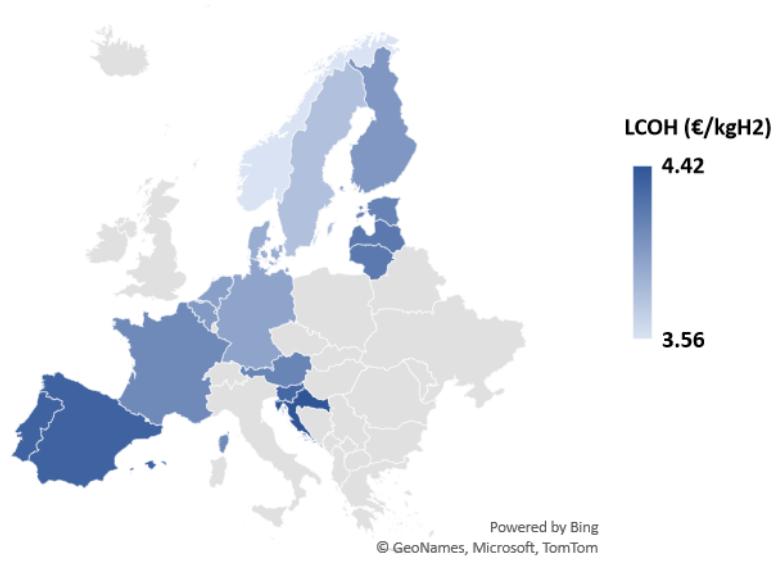 LCOH (€/kgH2)
4.42
3.56
Powered by Bing
© GeoNames, Microsoft, TomTom